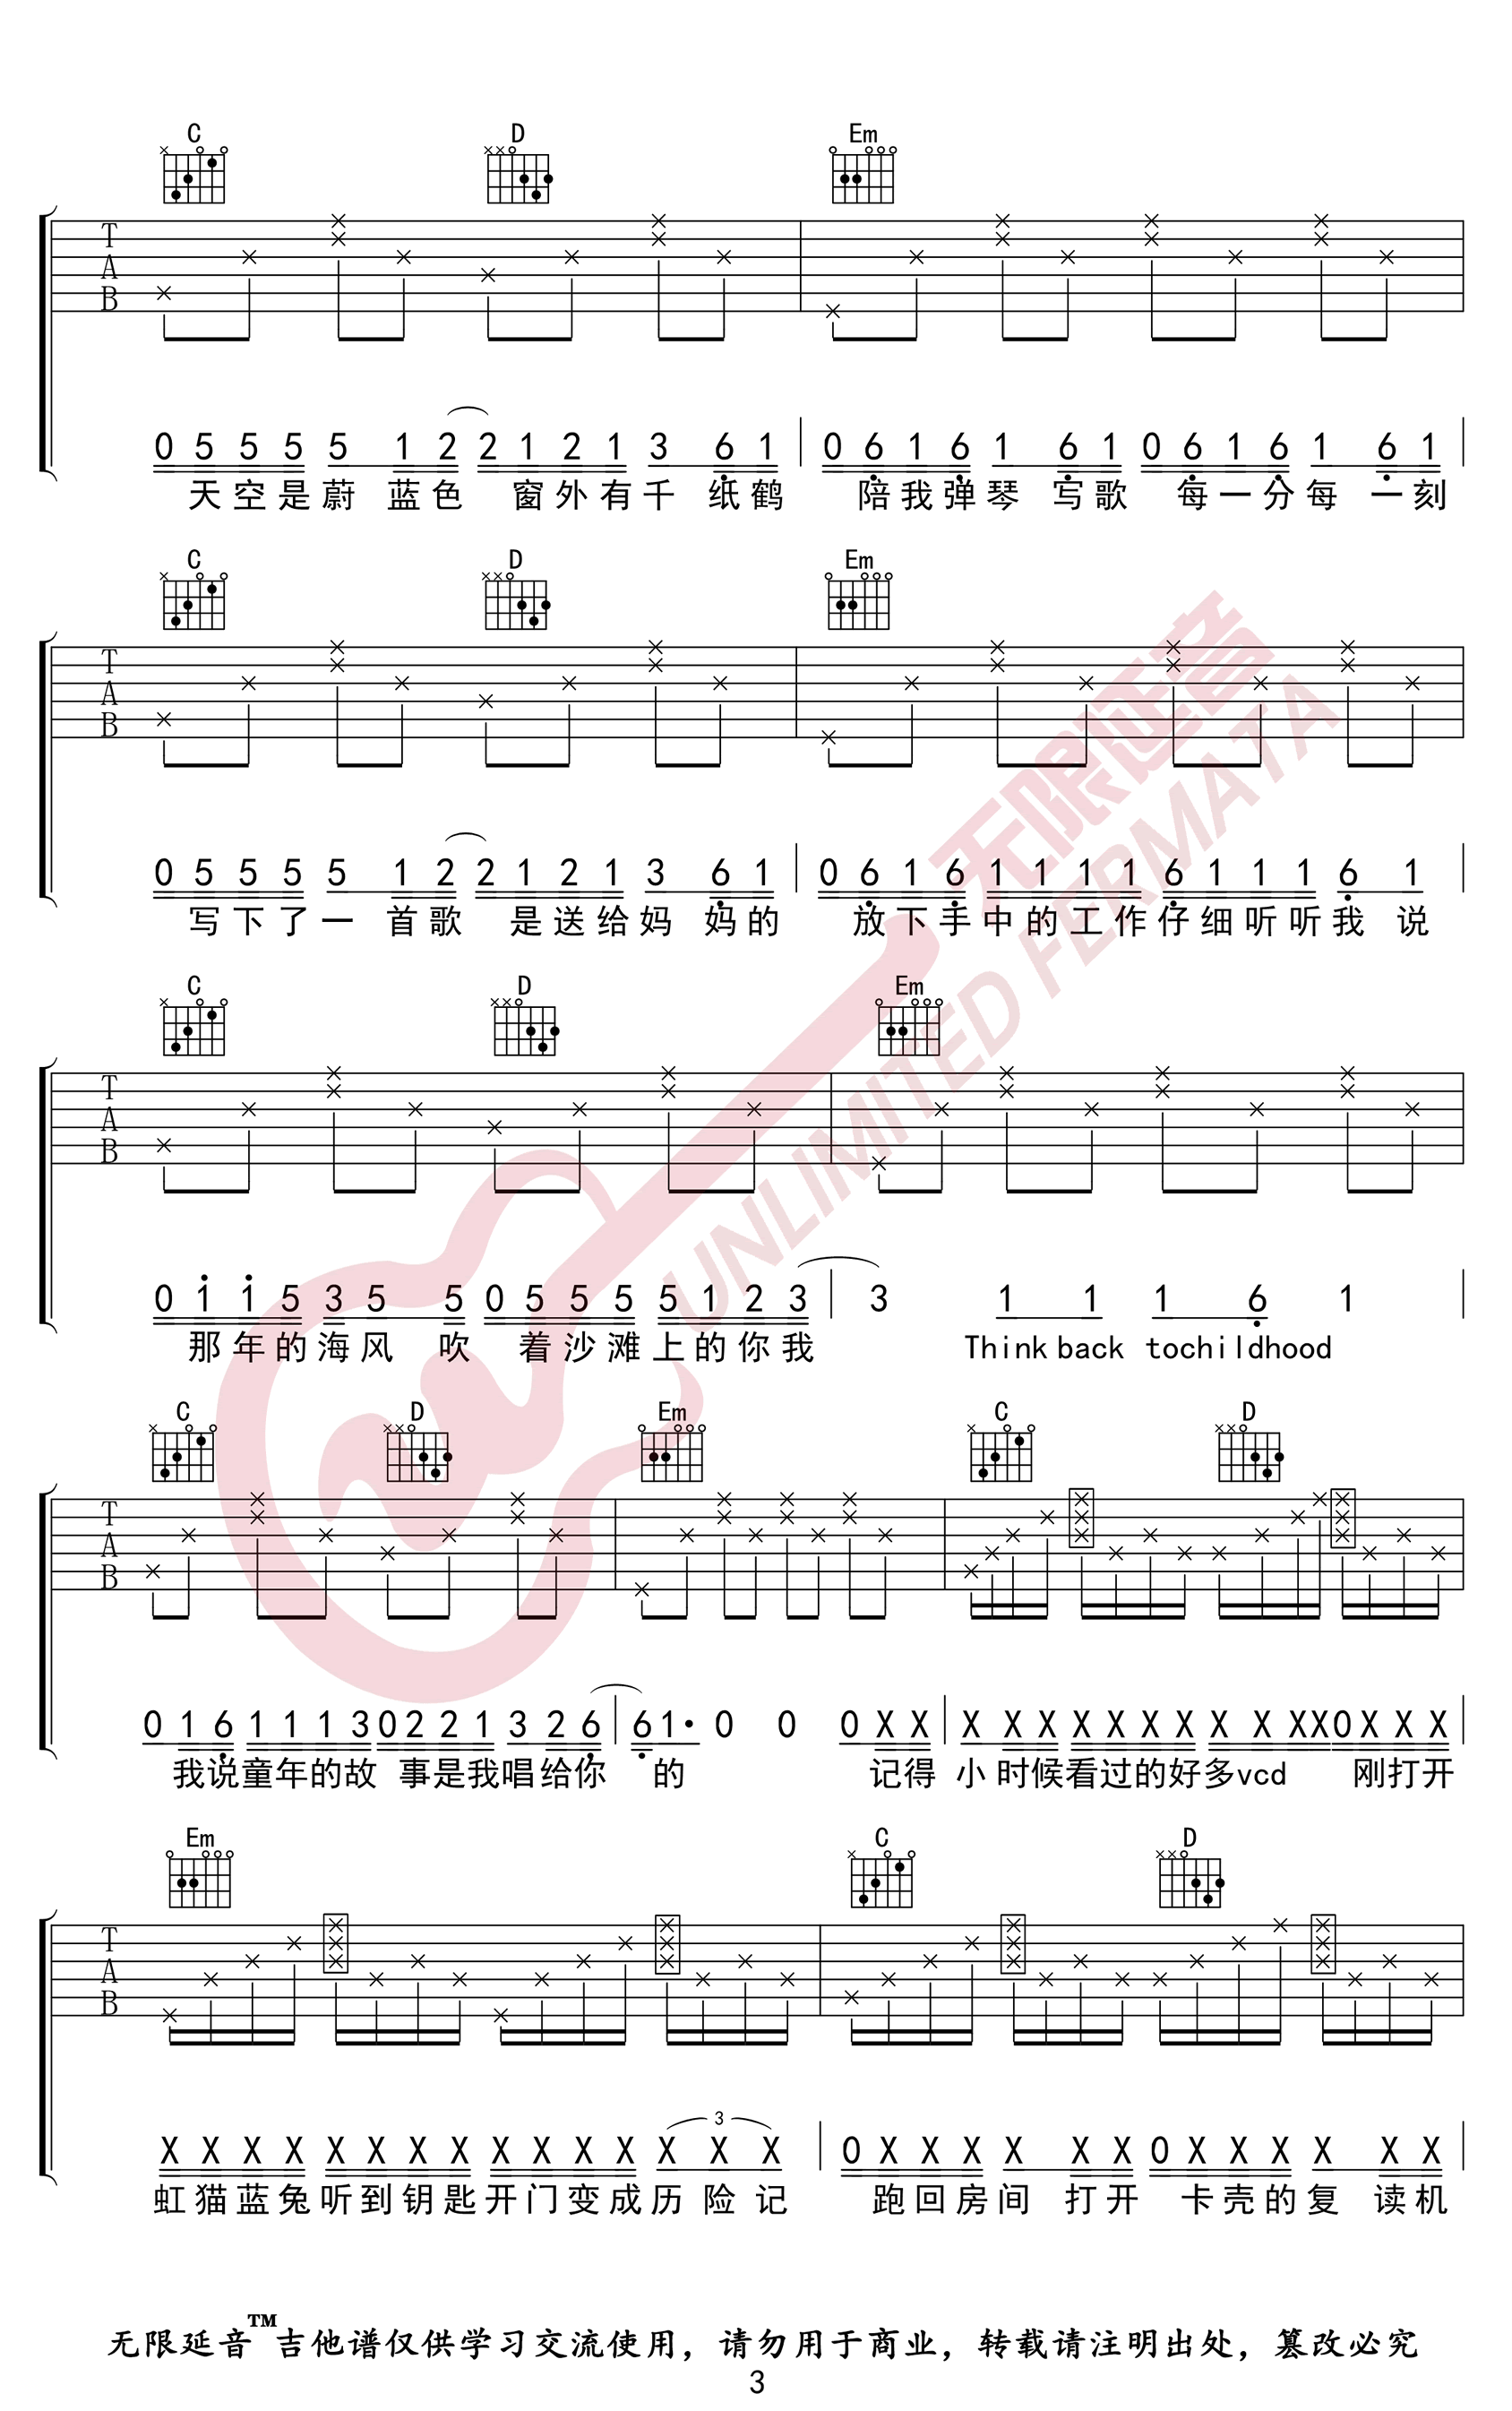 C D Em
T
A
B
0 5 5 5 5 1 2 2 1 2 1 3 6 1 0 6 1 6 1 6 1 0 6 1 6 1 6 1
天空是蔚 蓝色 窗外有千 纸鹤 陪我弹琴 写歌 每一分每 一刻
C D Em
T
A
B
0 5 5 5 5 1 2 2 1 2 1 3 6 1 0 6 1 6 1 1 1 1 6 1 1 1 6 1
写下了一 首歌 是送给妈 妈的 放下手中的工作仔细听听我 说
C D Em
T
A
B
0 1 1 5 3 5 5 0 5 5 5 5 1 2 3 3 1 1 1 6 1
那年的海风 吹 着沙滩上的你我 Think back tochildhood
C D Em C D
T
A
B
0 1 6 1 1 1 3 0 2 2 1 3 2 6 6 1· 0 0 0 X X X X X X X X X X X X X 0 X X X
我说童年的故 事是我唱给你 的 记得 小时候看过的好多vcd 刚打开
Em C D
T
A
B
3
X X X X X X X X X X X X X X X 0 X X X X X X 0 X X X X X X
虹猫蓝兔听到钥匙开门变成历险记 跑回房间 打开 卡壳的复 读机
无限延音
UNLIMITED FERMATA
无限延音™吉他谱仅供学习交流使用，请勿用于商业，转载请注明出处，篡改必究
3